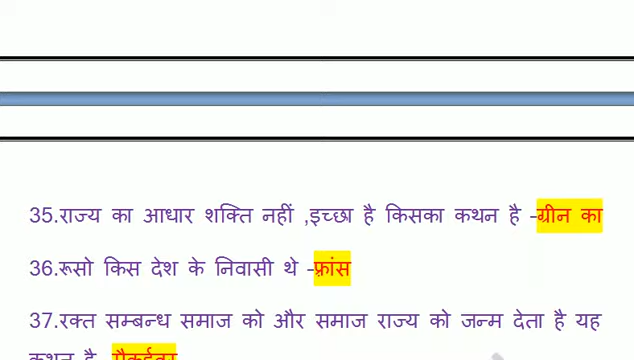 35.राज्य का आधार शक्ति नहीं ,इच्छा है किसका कथन है -ग्रीन का
36.रूसो किस देश के निवासी थे -फ़्रांस
37.रक्त सम्बन्ध समाज को और समाज राज्य को जन्म देता है यह
कथन है